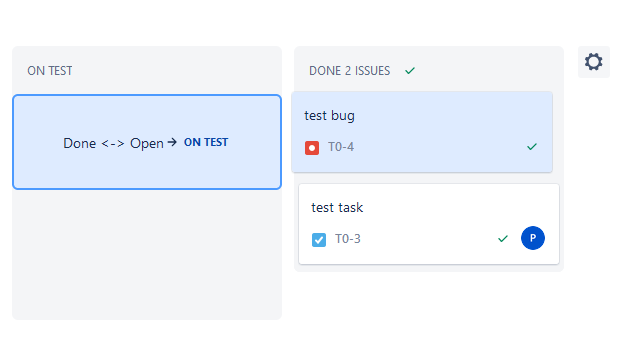 ON TEST
Done <-> Open → ON TEST
DONE 2 ISSUES
test bug
T0-4
test task
T0-3
P